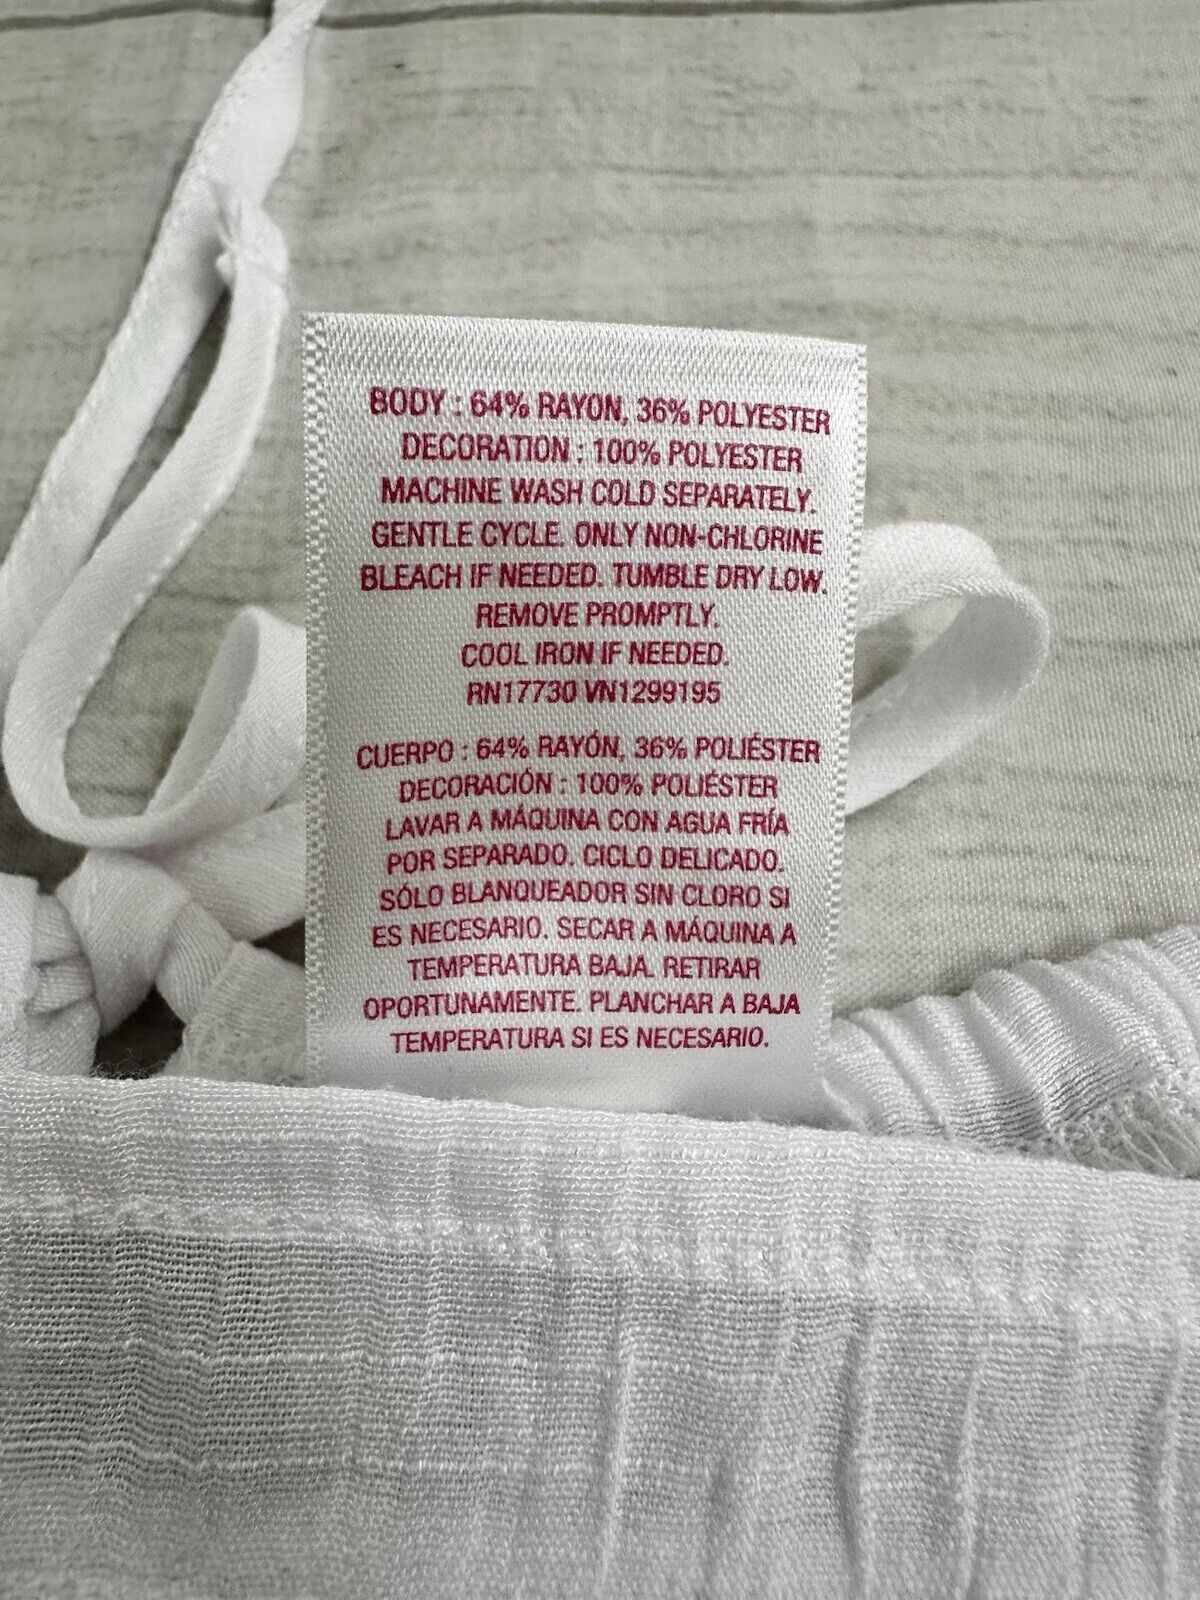 BODY : 64% RAYON, 36% POLYESTER
DECORATION : 100% POLYESTER
MACHINE WASH COLD SEPARATELY.
GENTLE CYCLE. ONLY NON-CHLORINE
BLEACH IF NEEDED. TUMBLE DRY LOW.
REMOVE PROMPTLY.
COOL IRON IF NEEDED.
RN17730 VN1299195
CUERPO : 64% RAYÓN, 36% POLIÉSTER
DECORACIÓN : 100% POLIÉSTER
LAVAR A MÁQUINA CON AGUA FRÍA
POR SEPARADO. CICLO DELICADO.
SÓLO BLANQUEADOR SIN CLORO SI
ES NECESARIO. SECAR A MÁQUINA A
TEMPERATURA BAJA. RETIRAR
OPORTUNAMENTE. PLANCHAR A BAJA
TEMPERATURA SI ES NECESARIO.